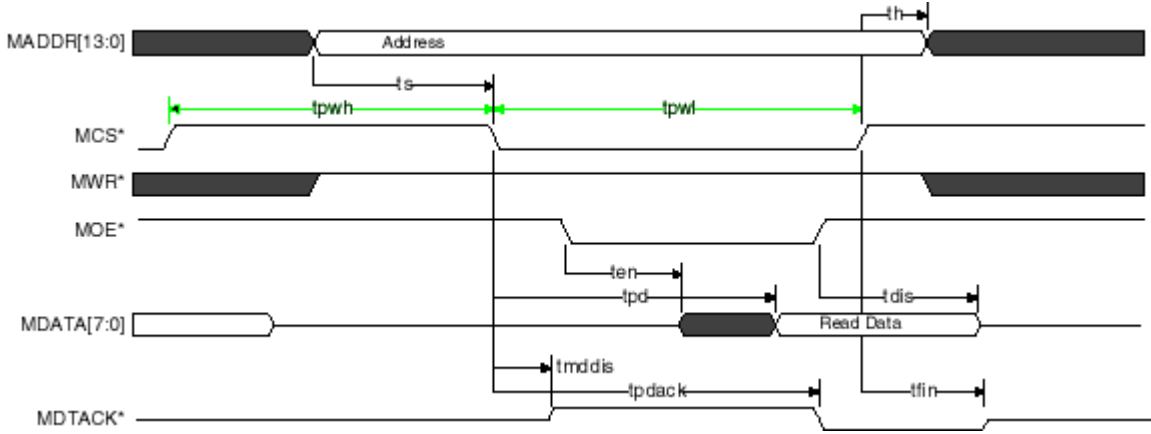 th
MADDR[13:0] Address
ts
tpwh tpwl
MCS*
MWR*
MOE*
ten
tpd tdis
MDATA[7:0] Read Data
tmddis
tpdack tfin
MDTACK*